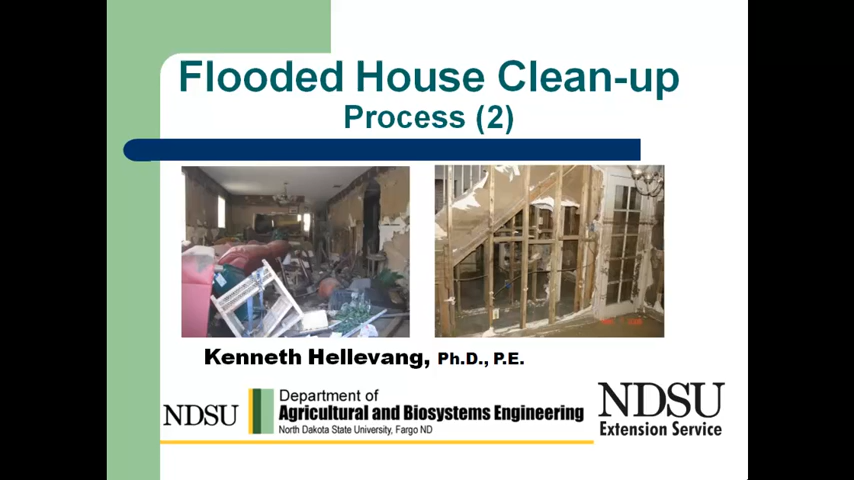 Flooded House Clean-up
Process (2)
Kenneth Hellevang, Ph.D., P.E.
NDSU
Department of
Agricultural and Biosystems Engineering
North Dakota State University, Fargo ND
NDSU
Extension Service